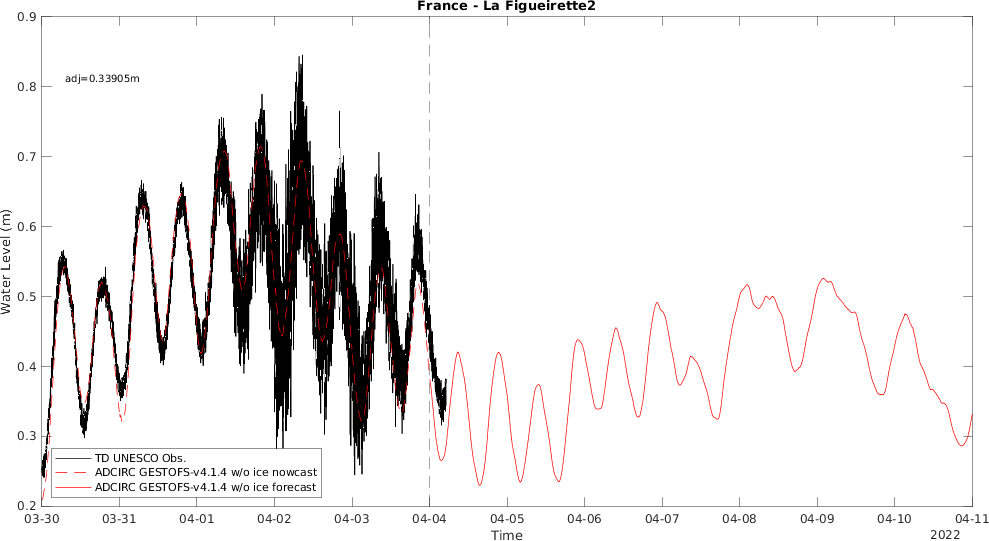 France - La Figueirette2
adj=0.33905m
Water Level (m)
0.9
0.8
0.7
0.6
0.5
0.4
0.3
0.2
TD UNESCO Obs.
ADCIRC GESTOFS-v4.1.4 w/o ice nowcast
ADCIRC GESTOFS-v4.1.4 w/o ice forecast
03-30 03-31 04-01 04-02 04-03 04-04 04-05 04-06 04-07 04-08 04-09 04-10 04-11
Time
2022